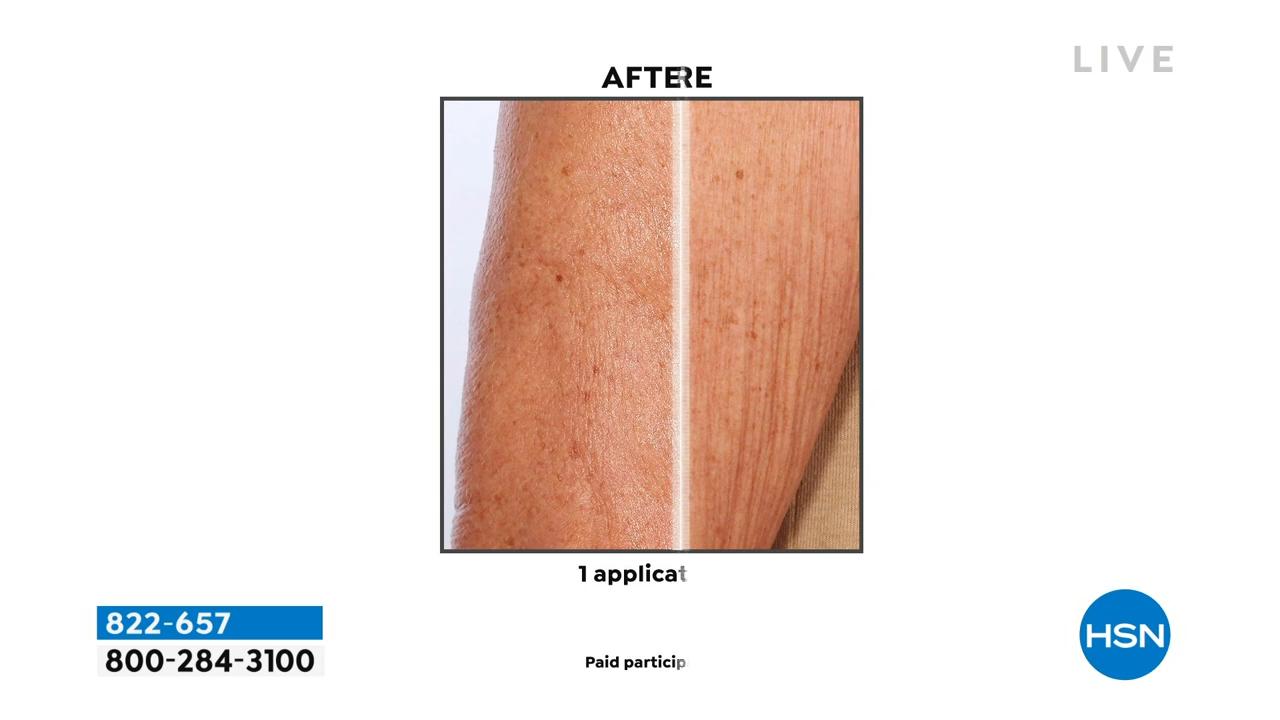 LIVE
AFTERE
1 applicat
822-657
800-284-3100
HSN
Paid particip